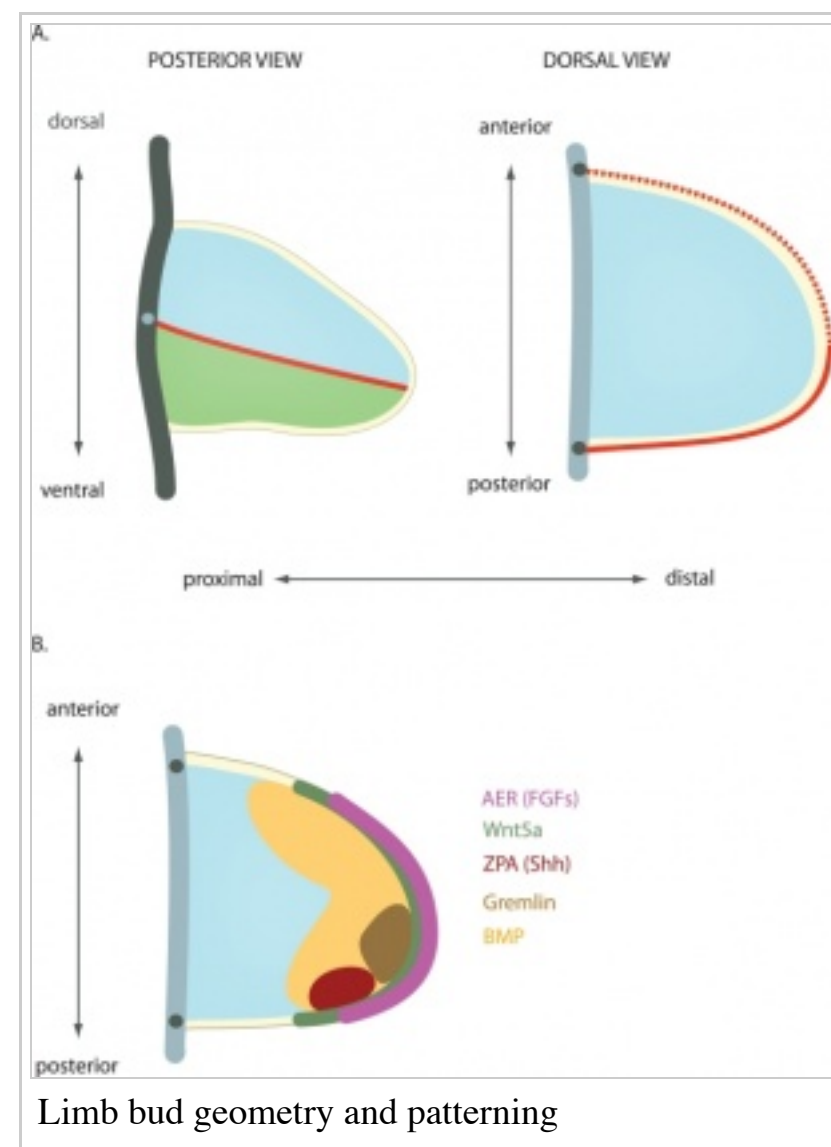 A.
POSTERIOR VIEW
DORSAL VIEW
dorsal
anterior
ventral
posterior
proximal
distal
B.
anterior
AER (FGFs)
Wnt5a
ZPA (Shh)
Gremlin
BMP
posterior
Limb bud geometry and patterning